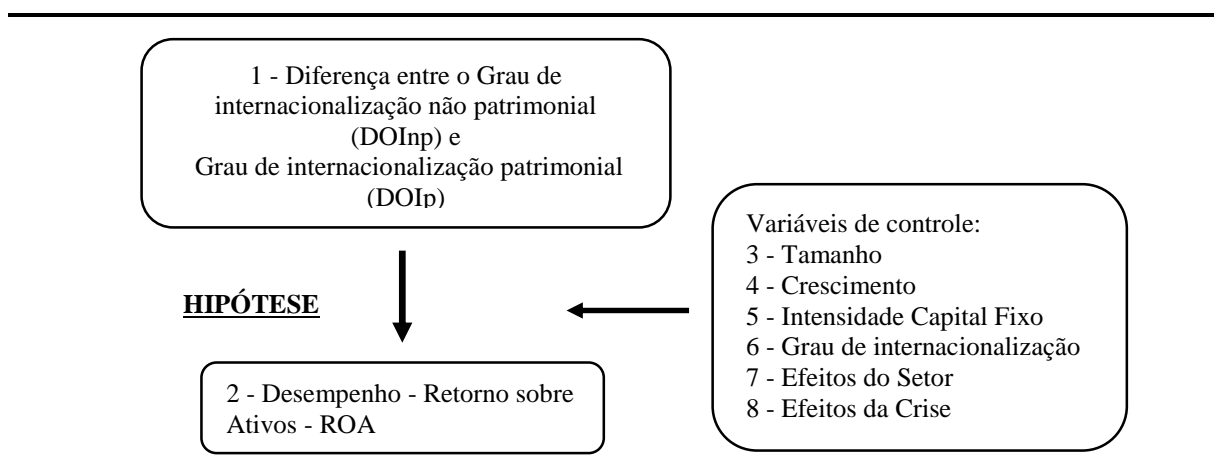 1 - Diferença entre o Grau de
internacionalização não patrimonial
(DOInp) e
Grau de internacionalização patrimonial
(DOIp)
HIPÓTESE
2 - Desempenho - Retorno sobre
Ativos - ROA
Variáveis de controle:
3 - Tamanho
4 - Crescimento
5 - Intensidade Capital Fixo
6 - Grau de internacionalização
7 - Efeitos do Setor
8 - Efeitos da Crise